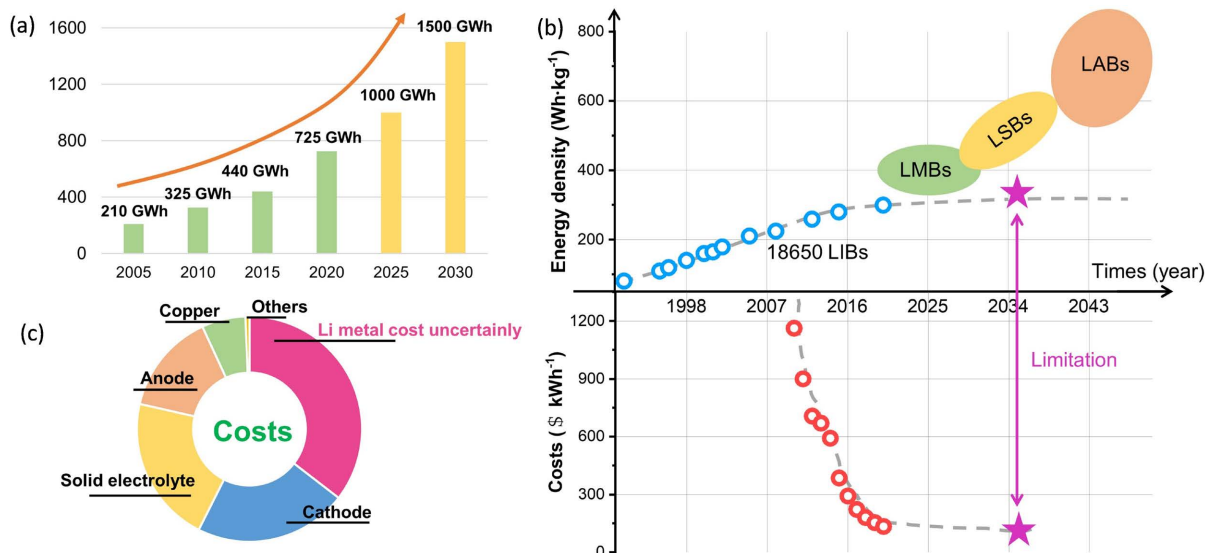 (a)
1600
1200
800
400
0
210 GWh
325 GWh
440 GWh
725 GWh
1000 GWh
1500 GWh
2005 2010 2015 2020 2025 2030
(b)
Energy density (Wh·kg⁻¹)
800
600
400
200
LMBs
LSBs
LABs
18650 LIBs
Times (year)
1998 2007 2016 2025 2034 2043
Costs ($ kWh⁻¹)
1200
900
600
300
0
Limitation
(c)
Copper
Others
Li metal cost uncertainly
Anode
Costs
Solid electrolyte
Cathode